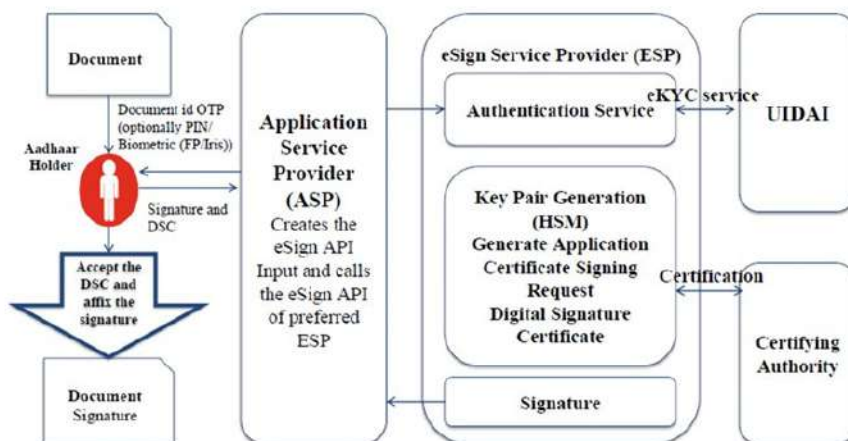 Document
Document id OTP
(optionally PIN/
Biometric (FP/Iris))
Aadhaar
Holder
Signature and
DSC
Accept the
DSC and
affix the
signature
Document
Signature
Application
Service
Provider
(ASP)
Creates the
eSign API
Input and calls
the eSign API
of preferred
ESP
eSign Service Provider (ESP)
Authentication Service
eKYC service
UIDAI
Key Pair Generation
(HSM)
Generate Application
Certificate Signing
Request
Digital Signature
Certificate
Certification
Certifying
Authority
Signature